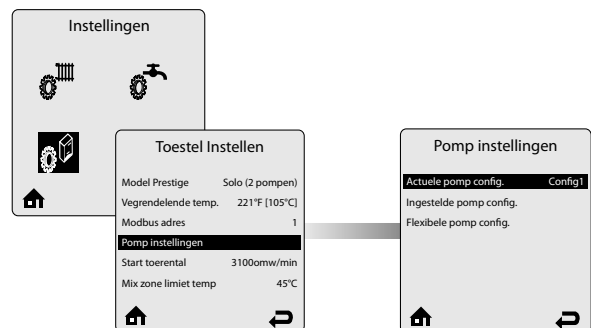 Instellingen
Toestel Instellen
Model Prestige Solo (2 pompen)
Vegrendelende temp. 221°F [105°C]
Modbus adres 1
Pomp instellingen
Start toerental 3100omw/min
Mix zone limiet temp 45°C
Pomp instellingen
Actuele pomp config. Config1
Ingestelde pomp config.
Flexibele pomp config.